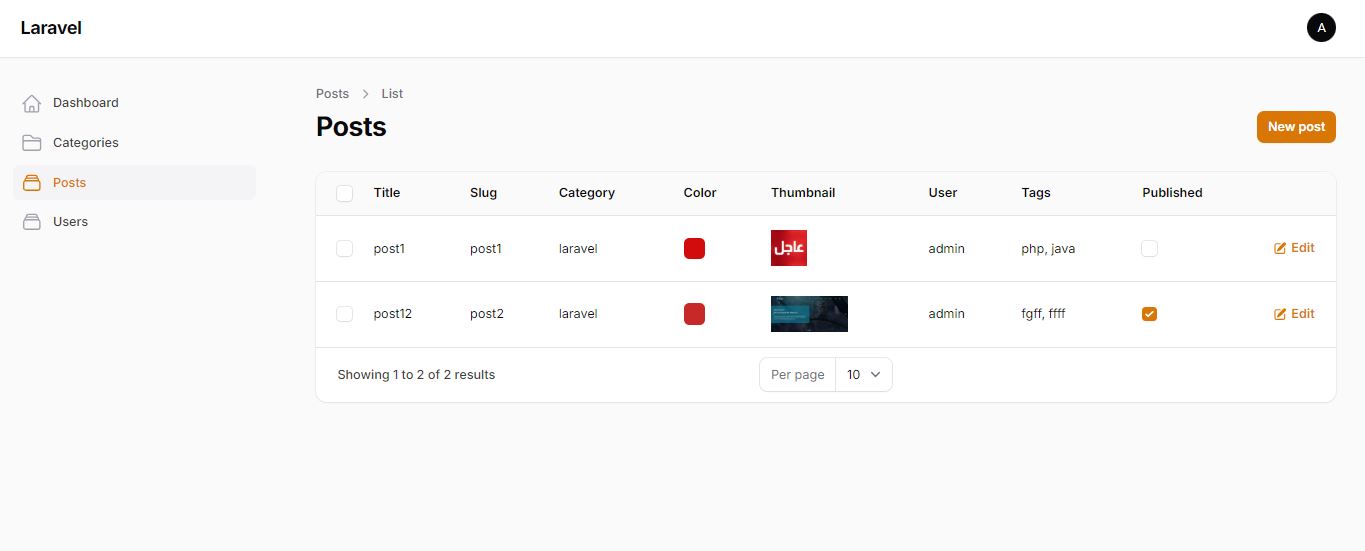 Laravel
A
Dashboard
Categories
Posts
Users
Posts > List
Posts
New post
Title Slug Category Color Thumbnail User Tags Published
post1 post1 laravel عاجل admin php, java Edit
post12 post2 laravel admin fgff, ffff Edit
Showing 1 to 2 of 2 results
Per page 10